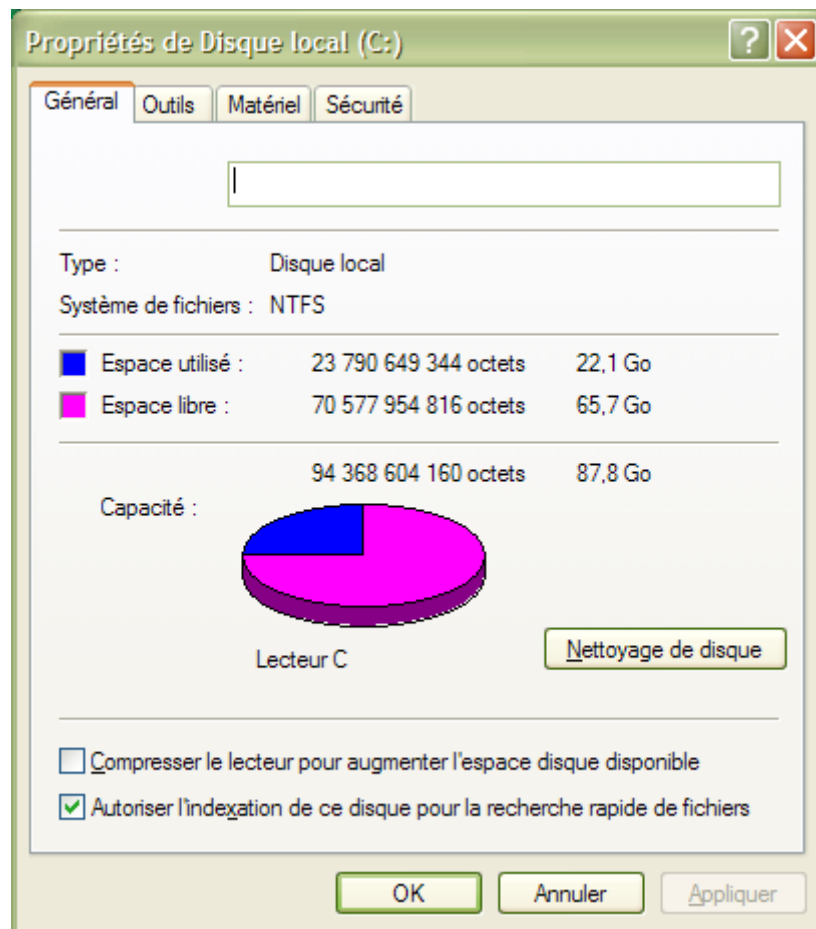 Propriétés de Disque local (C:)
Général Outils Matériel Sécurité
Type : Disque local
Système de fichiers : NTFS
Espace utilisé : 23 790 649 344 octets 22,1 Go
Espace libre : 70 577 954 816 octets 65,7 Go
94 368 604 160 octets 87,8 Go
Capacité :
Lecteur C
Nettoyage de disque
Compresser le lecteur pour augmenter l'espace disque disponible
Autoriser l'indexation de ce disque pour la recherche rapide de fichiers
OK Annuler Appliquer